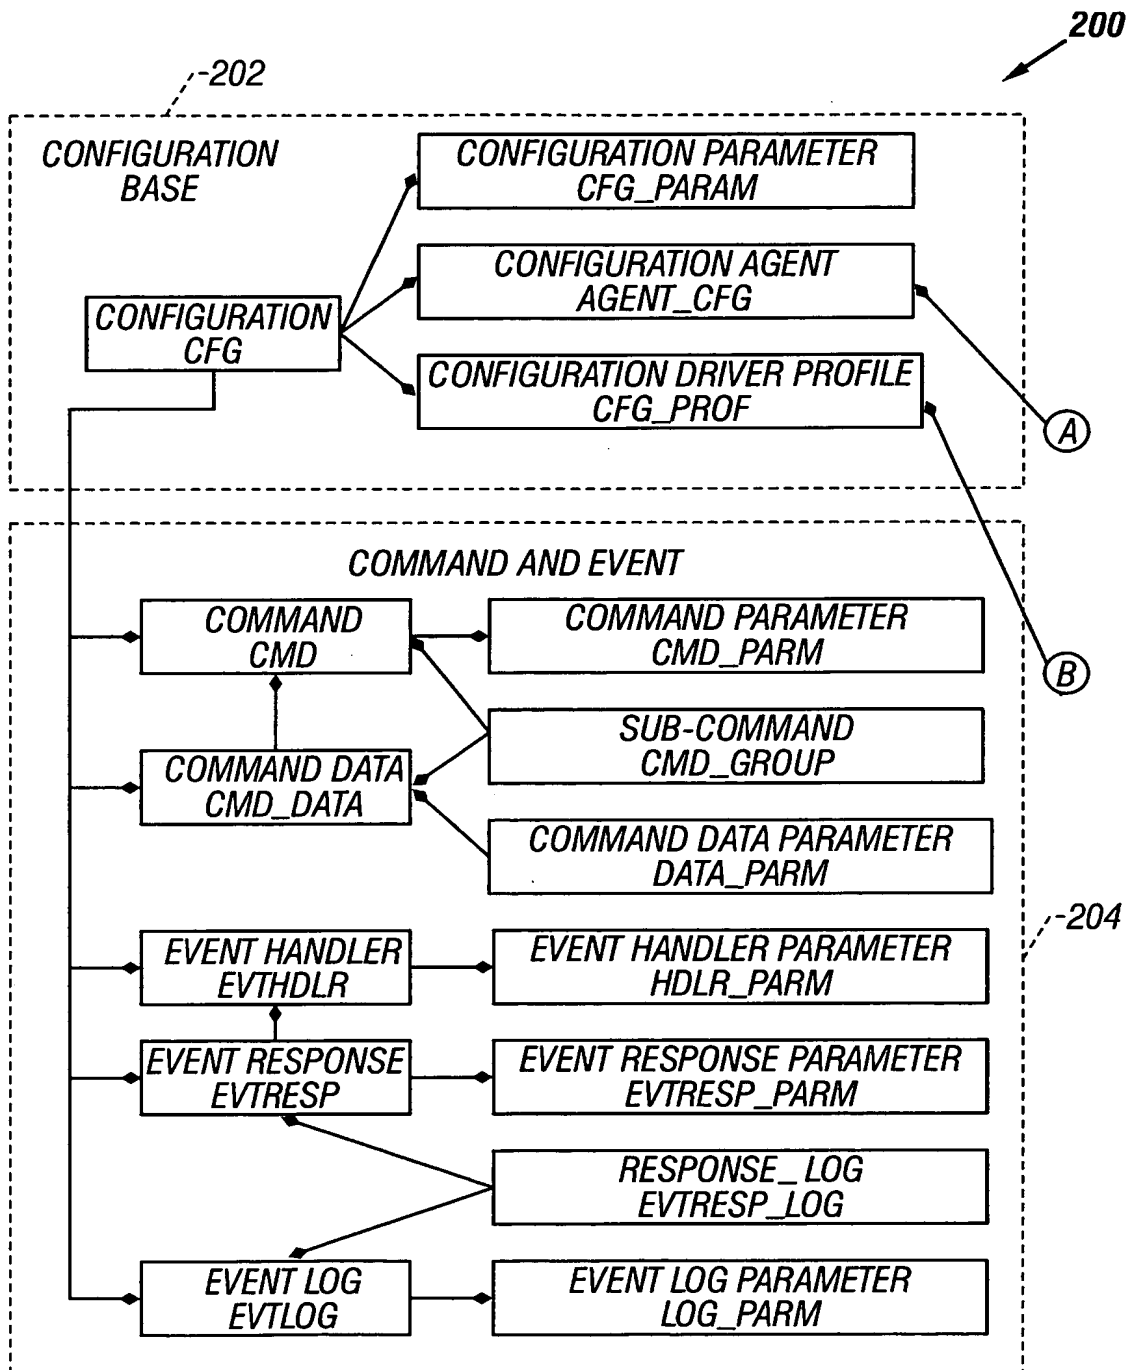 200
202
CONFIGURATION
BASE
CONFIGURATION PARAMETER
CFG_PARAM
CONFIGURATION AGENT
AGENT_CFG
CONFIGURATION
CFG
CONFIGURATION DRIVER PROFILE
CFG_PROF
A
COMMAND AND EVENT
COMMAND
CMD
COMMAND PARAMETER
CMD_PARM
B
SUB-COMMAND
CMD_GROUP
COMMAND DATA
CMD_DATA
COMMAND DATA PARAMETER
DATA_PARM
204
EVENT HANDLER
EVTHDLR
EVENT HANDLER PARAMETER
HDLR_PARM
EVENT RESPONSE
EVTRESP
EVENT RESPONSE PARAMETER
EVTRESP_PARM
RESPONSE_LOG
EVTRESP_LOG
EVENT LOG
EVTLOG
EVENT LOG PARAMETER
LOG_PARM